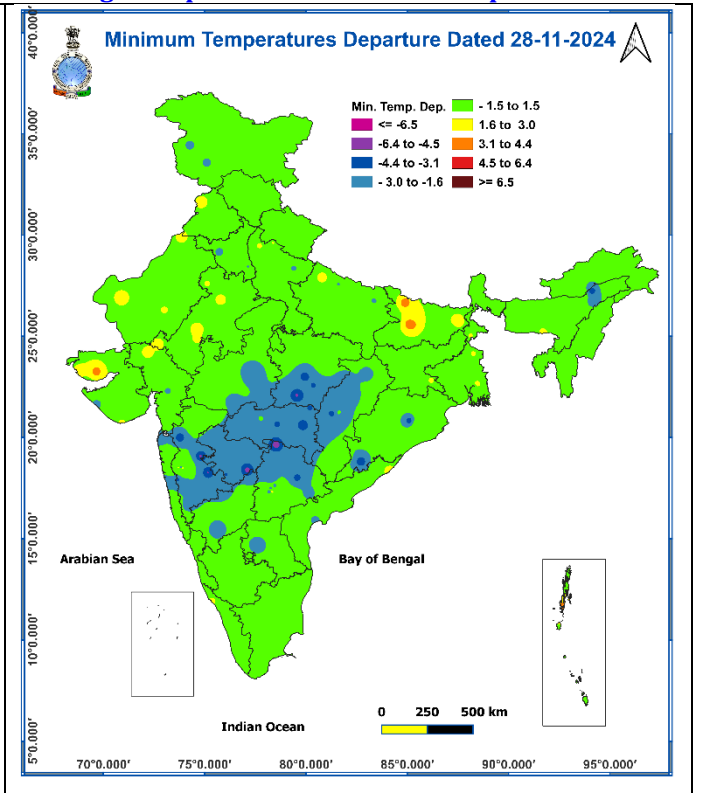 Minimum Temperatures Departure Dated 28-11-2024
Min. Temp. Dep.
<= -6.5
-6.4 to -4.5
-4.4 to -3.1
- 3.0 to -1.6
- 1.5 to 1.5
1.6 to 3.0
3.1 to 4.4
4.5 to 6.4
>= 6.5
40°0.000'
35°0.000'
30°0.000'
25°0.000'
20°0.000'
15°0.000'
10°0.000'
5°0.000'
Arabian Sea
Bay of Bengal
Indian Ocean
0 250 500 km
70°0.000' 75°0.000' 80°0.000' 85°0.000' 90°0.000' 95°0.000'